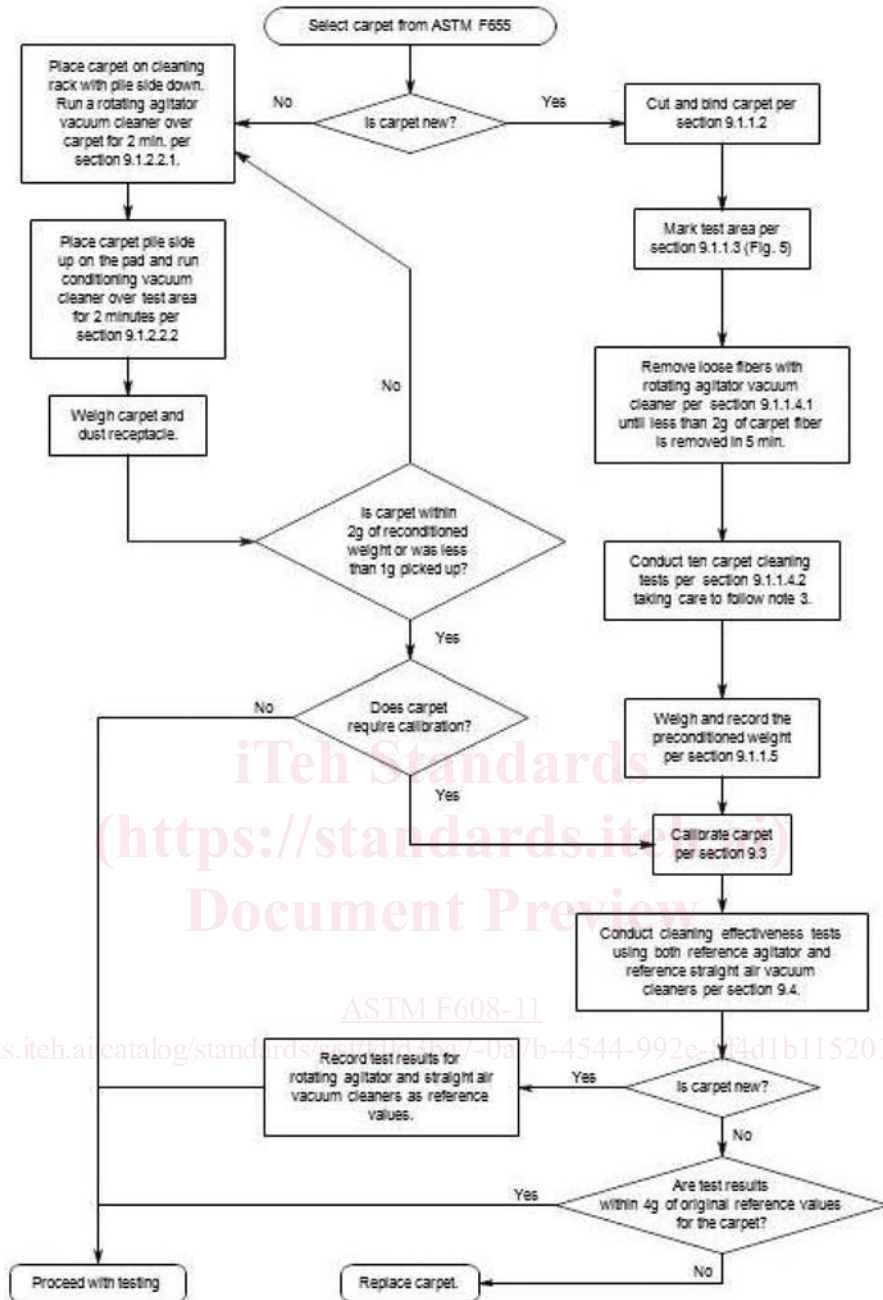 Select carpet from ASTM F655
Place carpet on cleaning
rack with pile side down.
Run a rotating agitator
vacuum cleaner over
carpet for 2 min. per
section 9.1.2.2.1.
No
Is carpet new?
Yes
Cut and bind carpet per
section 9.1.1.2
Place carpet pile side
up on the pad and run
conditioning vacuum
cleaner over test area
for 2 minutes per
section 9.1.2.2.2
Mark test area per
section 9.1.1.3 (Fig. 5)
Weigh carpet and
dust receptacle.
No
Remove loose fibers with
rotating agitator vacuum
cleaner per section 9.1.1.4.1
until less than 2g of carpet fiber
is removed in 5 min.
Is carpet within
2g of reconditioned
weight or was less
than 1g picked up?
Conduct ten carpet cleaning
tests per section 9.1.1.4.2
taking care to follow note 3.
Yes
No
Does carpet
require calibration?
Weigh and record the
preconditioned weight
per section 9.1.1.5
iTeh Standards
Yes
(https://standards.iteh.ai)
Calibrate carpet
per section 9.3
Document Preview
Conduct cleaning effectiveness tests
using both reference agitator and
reference straight air vacuum
cleaners per section 9.4.
ASTM F608-11
s.iteh.ai/catalog/standards/
-4544-992e-
Record test results for
rotating agitator and straight air
vacuum cleaners as reference
values.
Yes
Is carpet new?
No
Yes
Are test results
within 4g of original reference values
for the carpet?
Proceed with testing
Replace carpet.
No